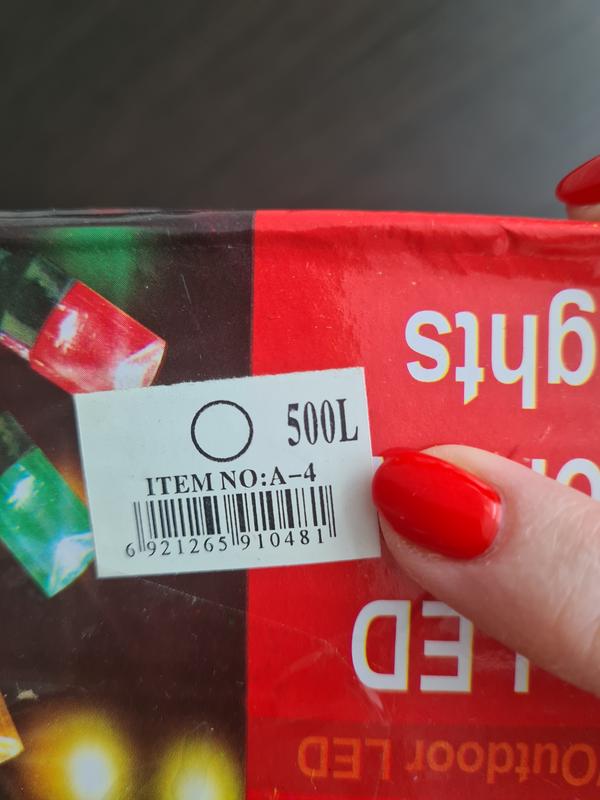 500L
ITEM NO:A-4
6 921265 910481
ghts
LED
Outdoor LED